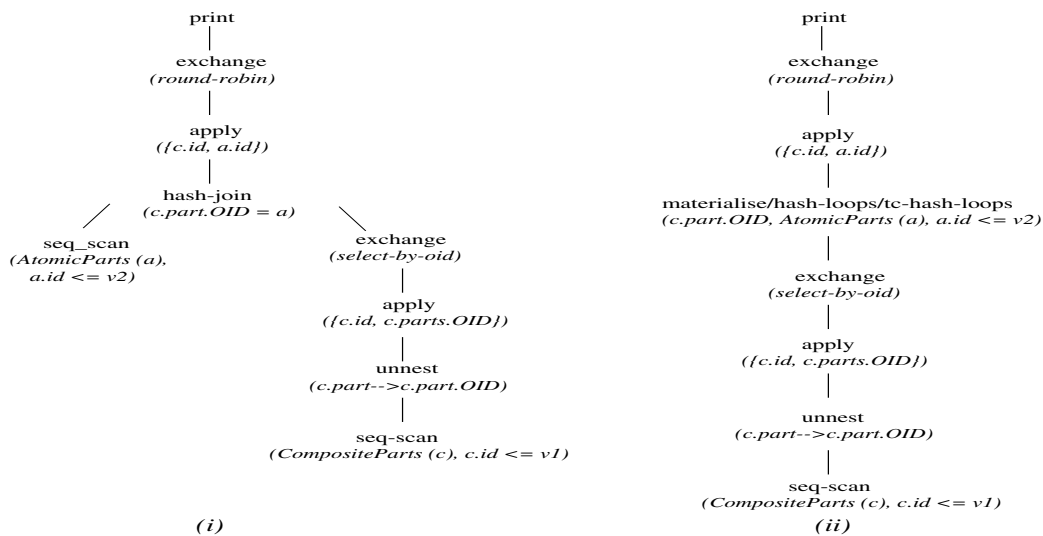 print
exchange
(round-robin)
apply
({c.id, a.id})
hash-join
(c.part.OID = a)
seq_scan
(AtomicParts (a),
a.id <= v2)
exchange
(select-by-oid)
apply
({c.id, c.parts.OID})
unnest
(c.part-->c.part.OID)
seq-scan
(CompositeParts (c), c.id <= v1)
(i)
print
exchange
(round-robin)
apply
({c.id, a.id})
materialise/hash-loops/tc-hash-loops
(c.part.OID, AtomicParts (a), a.id <= v2)
exchange
(select-by-oid)
apply
({c.id, c.parts.OID})
unnest
(c.part-->c.part.OID)
seq-scan
(CompositeParts (c), c.id <= v1)
(ii)